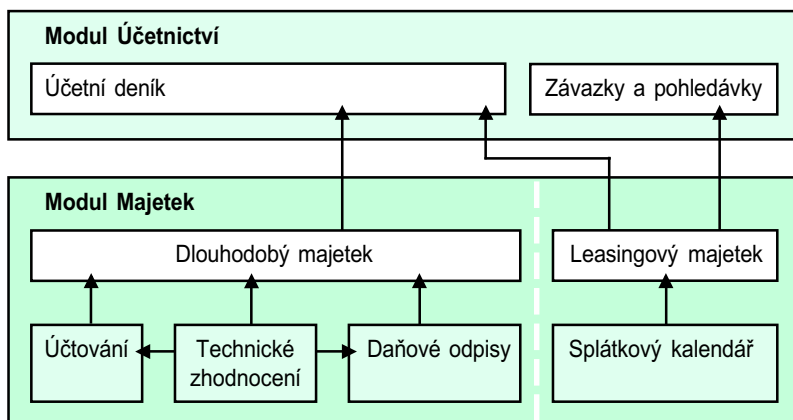 Modul Účetnictví
Účetní deník
Závazky a pohledávky
Modul Majetek
Dlouhodobý majetek
Leasingový majetek
Účtování
Technické
zhodnocení
Daňové odpisy
Splátkový kalendář